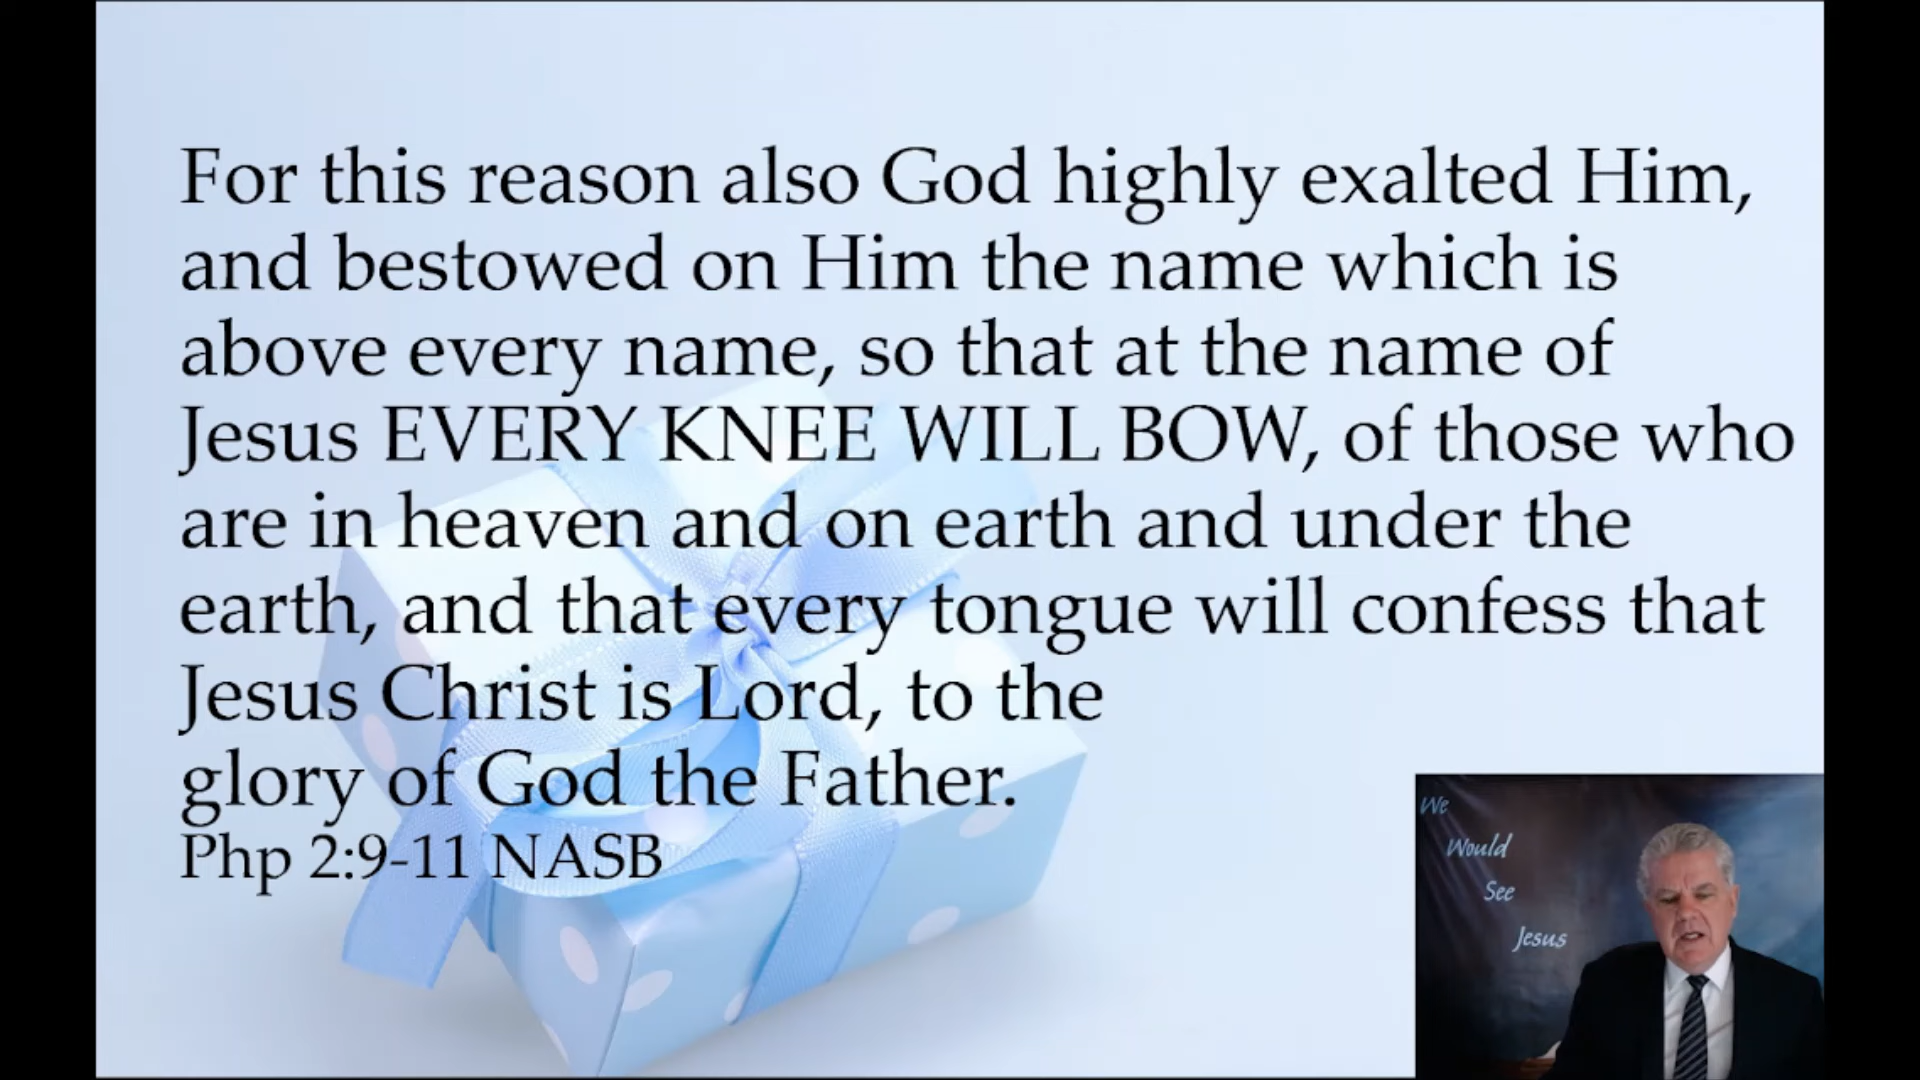 For this reason also God highly exalted Him,
and bestowed on Him the name which is
above every name, so that at the name of
Jesus EVERY KNEE WILL BOW, of those who
are in heaven and on earth and under the
earth, and that every tongue will confess that
Jesus Christ is Lord, to the
glory of God the Father.
Php 2:9-11 NASB
We
Would
See
Jesus